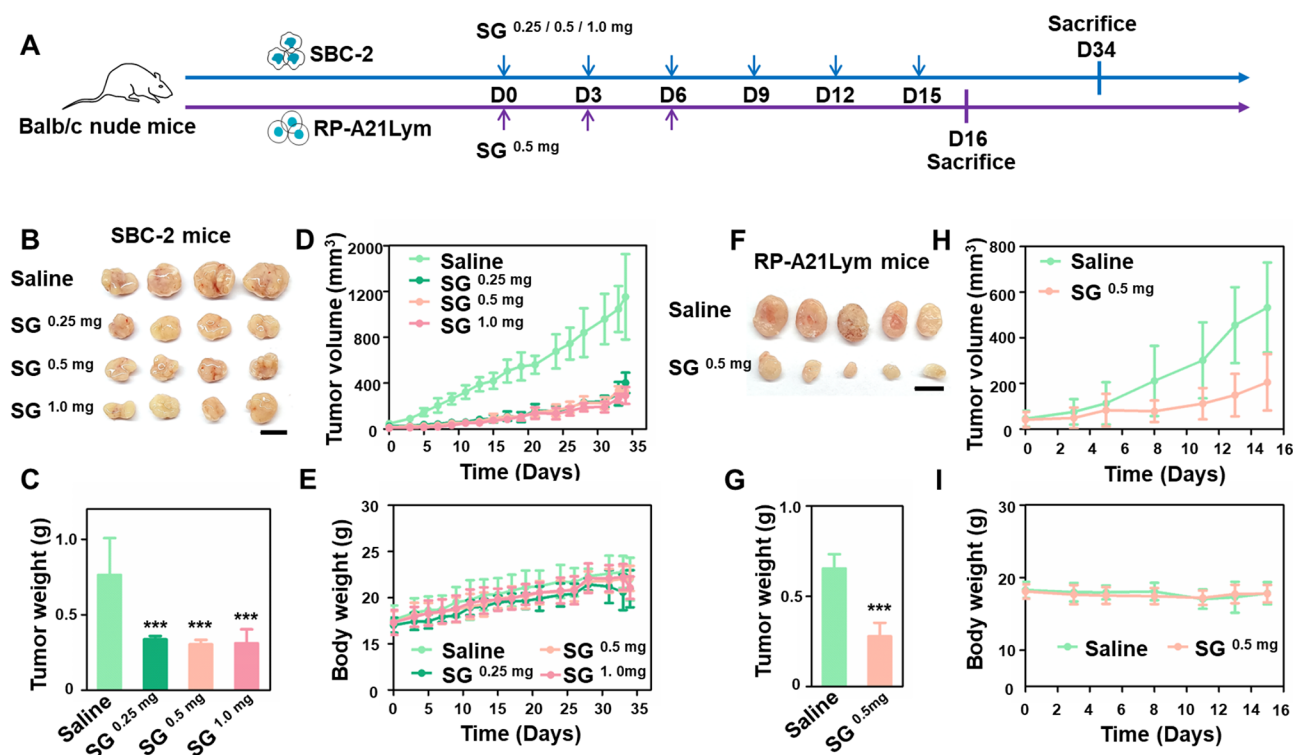 A
Balb/c nude mice
SBC-2
RP-A21Lym
SG 0.25 / 0.5 / 1.0 mg
D0 D3 D6 D9 D12 D15
SG 0.5 mg
Sacrifice
D34
D16
Sacrifice
B
SBC-2 mice
Saline
SG 0.25 mg
SG 0.5 mg
SG 1.0 mg
D
Tumor volume (mm3)
2000
1200
800
400
0
Saline
SG 0.25 mg
SG 0.5 mg
SG 1.0 mg
0 5 10 15 20 25 30 35
Time (Days)
F
RP-A21Lym mice
Saline
SG 0.5 mg
H
Tumor volume (mm3)
800
600
400
200
0
Saline
SG 0.5 mg
0 2 4 6 8 10 12 14 16
Time (Days)
C
Tumor weight (g)
1.0
0.5
0
*** *** ***
Saline
SG 0.25 mg
SG 0.5 mg
SG 1.0 mg
E
Body weight (g)
30
25
20
15
10
0
Saline
SG 0.25 mg
SG 0.5 mg
SG 1. 0mg
0 5 10 15 20 25 30 35
Time (Days)
G
Tumor weight (g)
1.0
0.5
0
***
Saline
SG 0.5mg
I
Body weight (g)
30
20
10
0
Saline
SG 0.5 mg
0 2 4 6 8 10 12 14 16
Time (Days)